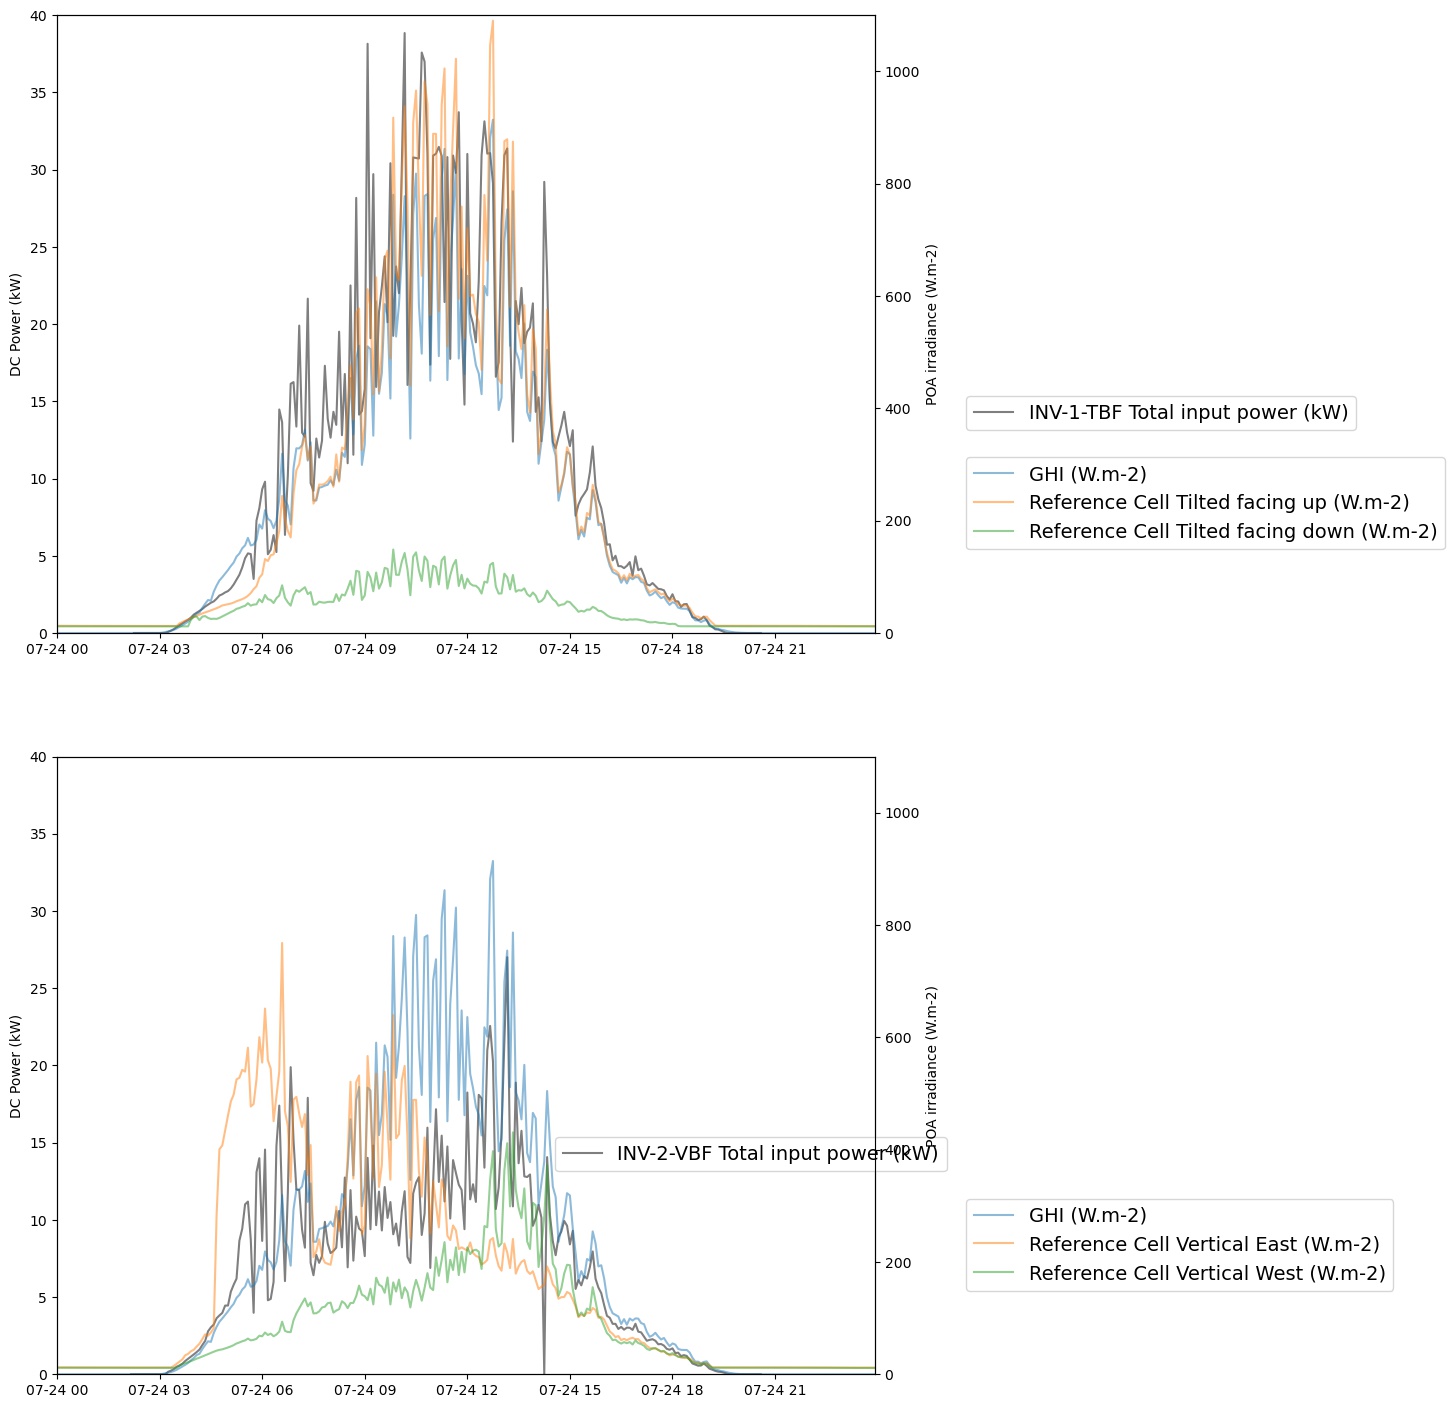 40
35
30
25
20
15
10
5
0
DC Power (kW)
1000
800
600
400
200
0
POA irradiance (W.m-2)
07-24 00 07-24 03 07-24 06 07-24 09 07-24 12 07-24 15 07-24 18 07-24 21
INV-1-TBF Total input power (kW)
GHI (W.m-2)
Reference Cell Tilted facing up (W.m-2)
Reference Cell Tilted facing down (W.m-2)
40
35
30
25
20
15
10
5
0
DC Power (kW)
1000
800
600
400
200
0
POA irradiance (W.m-2)
07-24 00 07-24 03 07-24 06 07-24 09 07-24 12 07-24 15 07-24 18 07-24 21
INV-2-VBF Total input power (kW)
GHI (W.m-2)
Reference Cell Vertical East (W.m-2)
Reference Cell Vertical West (W.m-2)